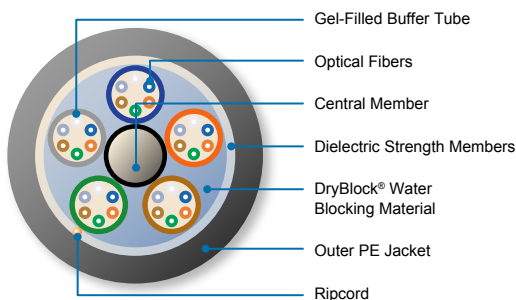 Gel-Filled Buffer Tube
Optical Fibers
Central Member
Dielectric Strength Members
DryBlock® Water
Blocking Material
Outer PE Jacket
Ripcord